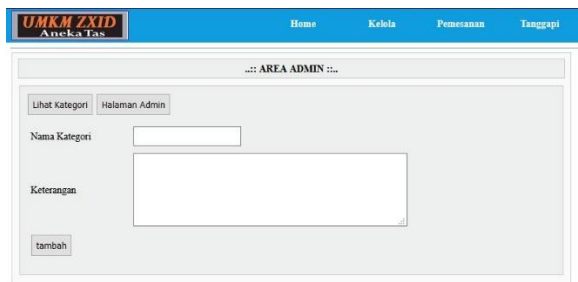 UMKM ZXID
Aneka Tas
Home Kelola Pemesanan Tanggapi
..:: AREA ADMIN ::..
Lihat Kategori Halaman Admin
Nama Kategori
Keterangan
tambah